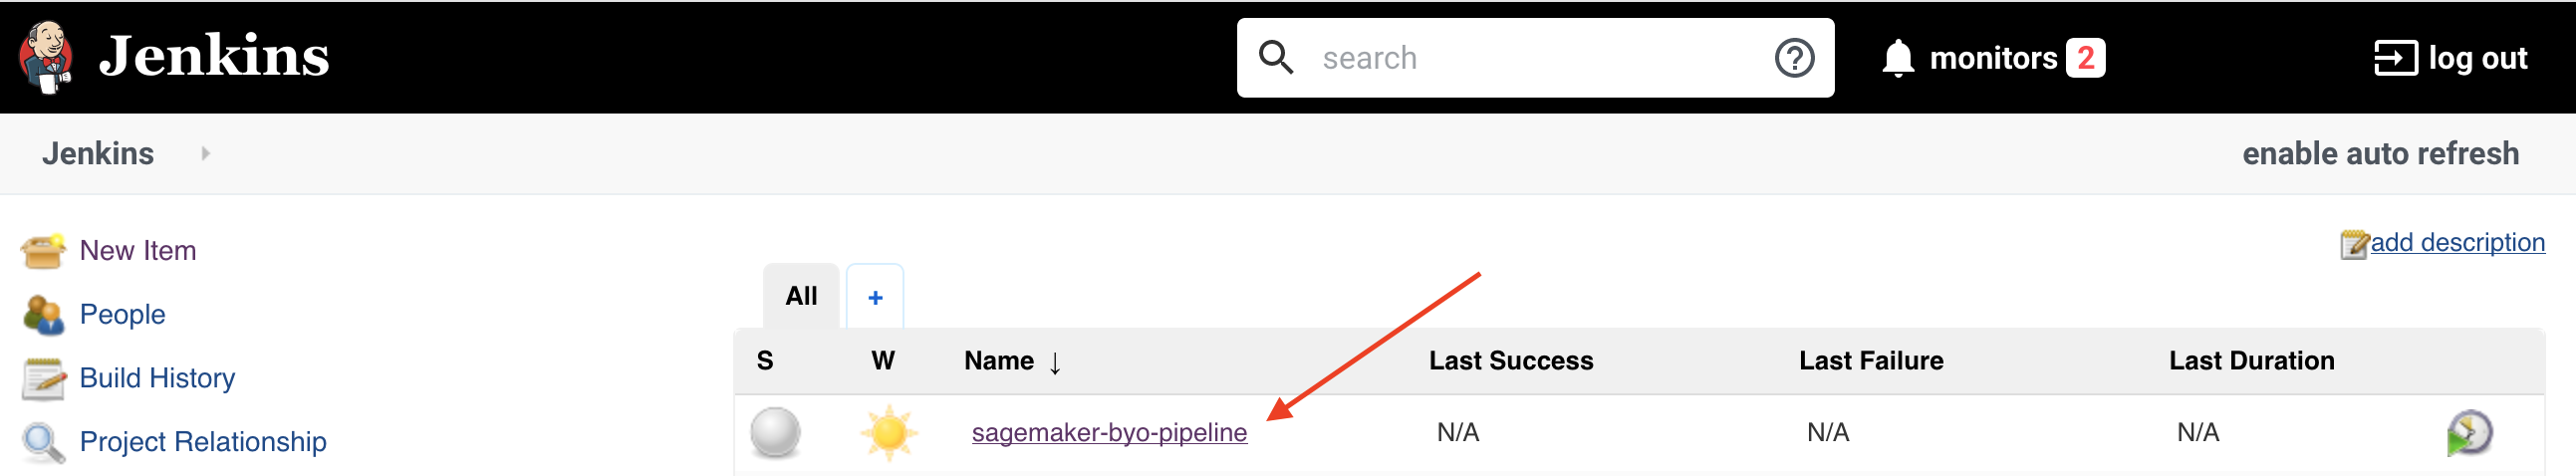 Jenkins
search
monitors 2
log out
Jenkins
enable auto refresh
New Item
People
Build History
Project Relationship
add description
All +
S W Name ↓ Last Success Last Failure Last Duration
sagemaker-byo-pipeline N/A N/A N/A